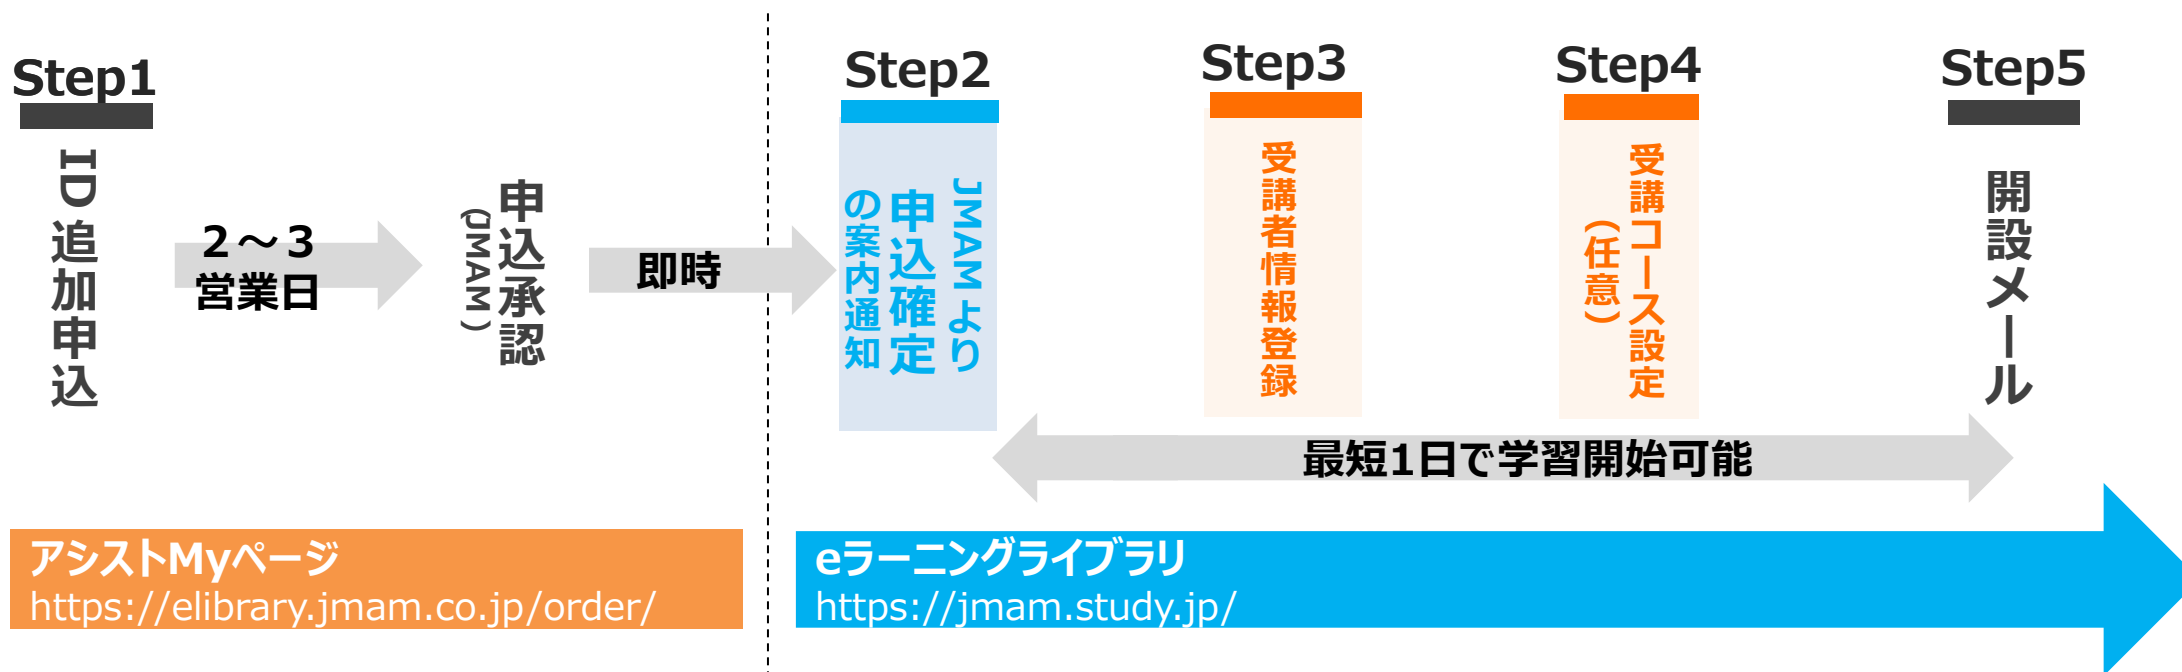 Step1
ID追加申込
２～３
営業日
申込承認
(JMAM)
即時
Step2
JMAMより
申込確定
の案内通知
Step3
受講者情報登録
Step4
受講コース設定
（任意）
Step5
開設メール
最短1日で学習開始可能
アシストMyページ
https://elibrary.jmam.co.jp/order/
eラーニングライブラリ
https://jmam.study.jp/